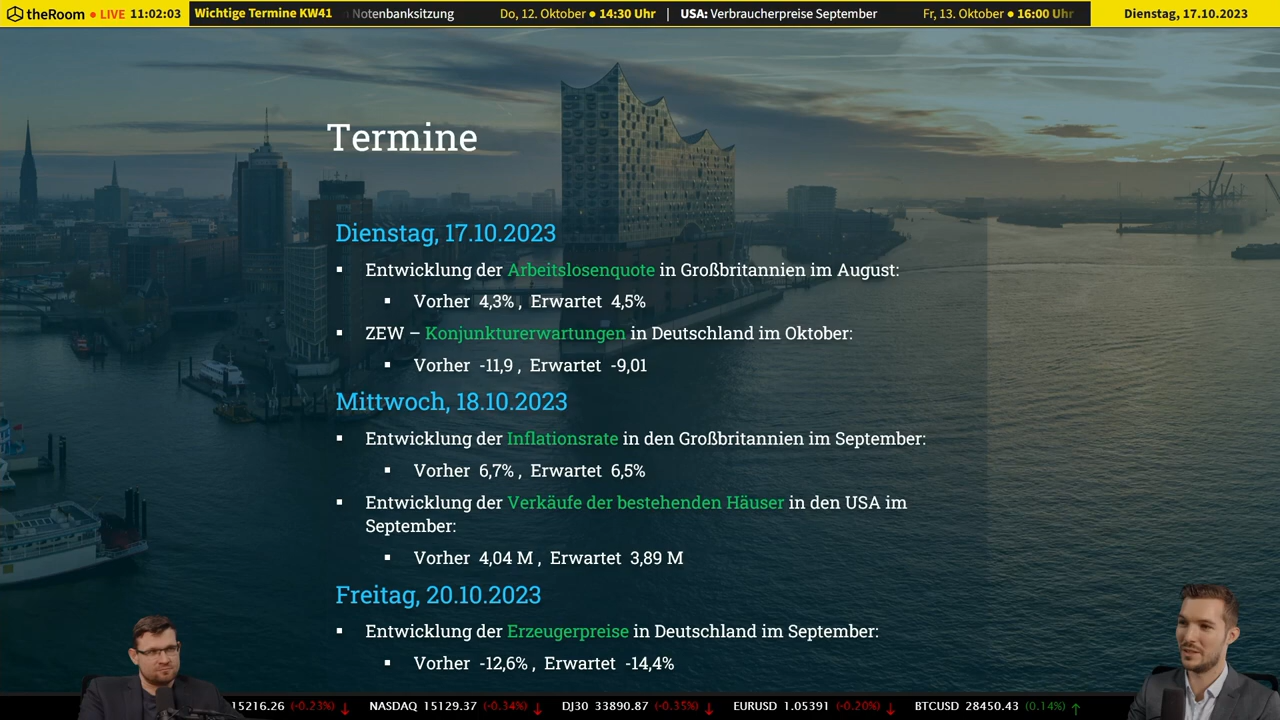 theRoom ● LIVE 11:02:03 Wichtige Termine KW41 Notenbanksitzung Do, 12. Oktober ● 14:30 Uhr | USA: Verbraucherpreise September Fr, 13. Oktober ● 16:00 Uhr Dienstag, 17.10.2023
Termine
Dienstag, 17.10.2023
▪ Entwicklung der Arbeitslosenquote in Großbritannien im August:
▪ Vorher 4,3% , Erwartet 4,5%
▪ ZEW – Konjunkturerwartungen in Deutschland im Oktober:
▪ Vorher -11,9 , Erwartet -9,01
Mittwoch, 18.10.2023
▪ Entwicklung der Inflationsrate in den Großbritannien im September:
▪ Vorher 6,7% , Erwartet 6,5%
▪ Entwicklung der Verkäufe der bestehenden Häuser in den USA im
September:
▪ Vorher 4,04 M , Erwartet 3,89 M
Freitag, 20.10.2023
▪ Entwicklung der Erzeugerpreise in Deutschland im September:
▪ Vorher -12,6% , Erwartet -14,4%
15216.26 (-0.23%) ↓ NASDAQ 15129.37 (-0.34%) ↓ DJ30 33890.87 (-0.35%) ↓ EURUSD 1.05391 (-0.20%) ↓ BTCUSD 28450.43 (0.14%) ↑